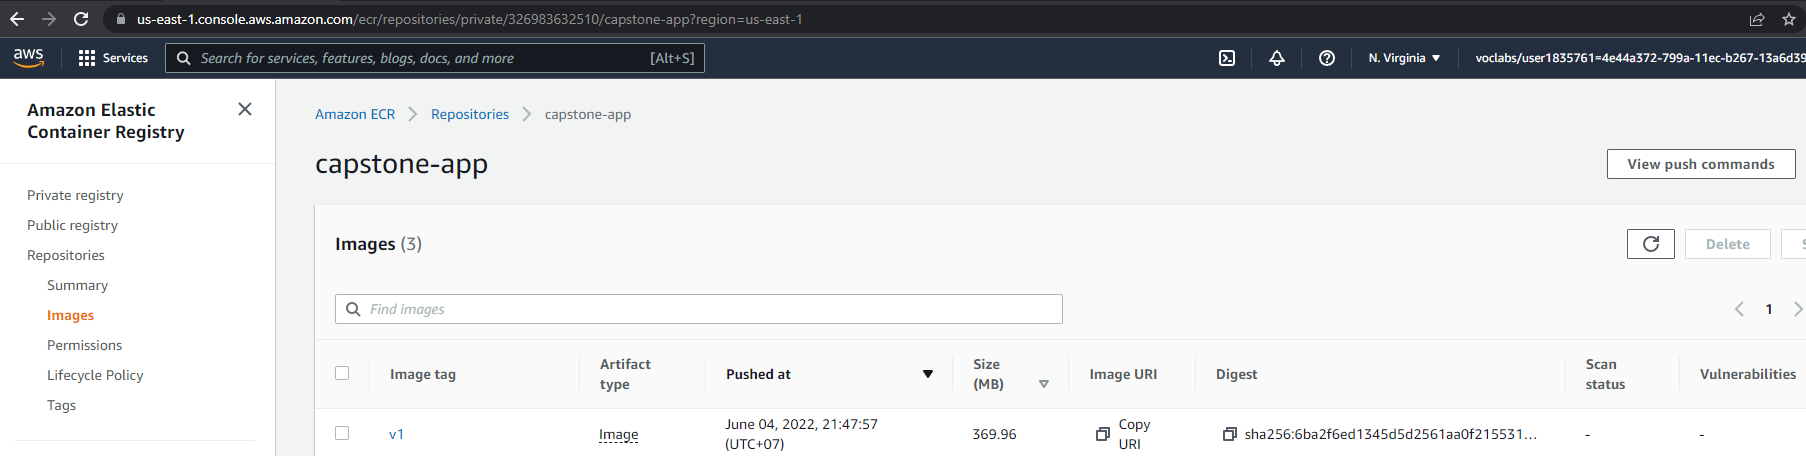 us-east-1.console.aws.amazon.com/ecr/repositories/private/326983632510/capstone-app?region=us-east-1
aws
Services
Search for services, features, blogs, docs, and more
[Alt+S]
N. Virginia
voclabs/user1835761=4e44a372-799a-11ec-b267-13a6d39
Amazon Elastic
Container Registry
Private registry
Public registry
Repositories
Summary
Images
Permissions
Lifecycle Policy
Tags
Amazon ECR
Repositories
capstone-app
capstone-app
View push commands
Images (3)
Delete
Find images
1
Image tag
Artifact
type
Pushed at
Size
(MB)
Image URI
Digest
Scan
status
Vulnerabilities
v1
Image
June 04, 2022, 21:47:57
(UTC+07)
369.96
Copy
URI
sha256:6ba2f6ed1345d5d2561aa0f215531...
-
-